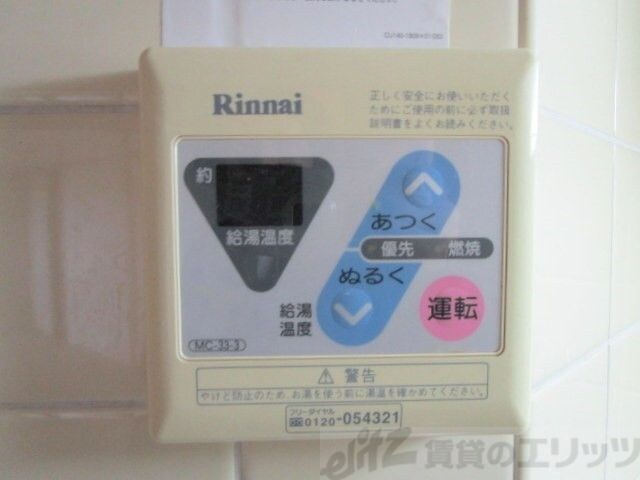 Rinnai
正しく安全にお使いいただく
ためにご使用の前に必ず取扱
説明書をよくお読みください。
約
給湯温度
あつく
優先 燃焼
ぬるく
給湯
温度
運転
MC-33-3
⚠ 警告
やけど防止のため、お湯を使う前に湯温を確かめてください。
フリーダイヤル
0120-054321
elitz 賃貸のエリッツ